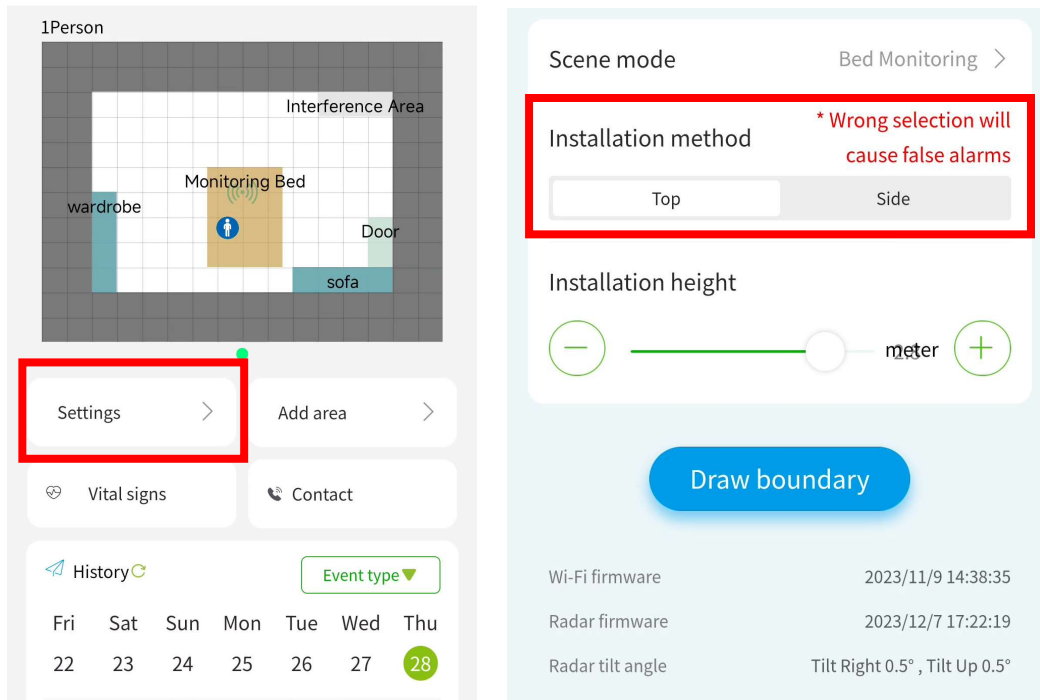 1Person
Interference Area
Monitoring Bed
wardrobe
Door
sofa
Settings
Add area
Vital signs
Contact
History
Event type
Fri Sat Sun Mon Tue Wed Thu
22 23 24 25 26 27 28
Scene mode
Bed Monitoring
Installation method
* Wrong selection will
cause false alarms
Top
Side
Installation height
meter
Draw boundary
Wi-Fi firmware 2023/11/9 14:38:35
Radar firmware 2023/12/7 17:22:19
Radar tilt angle Tilt Right 0.5° , Tilt Up 0.5°